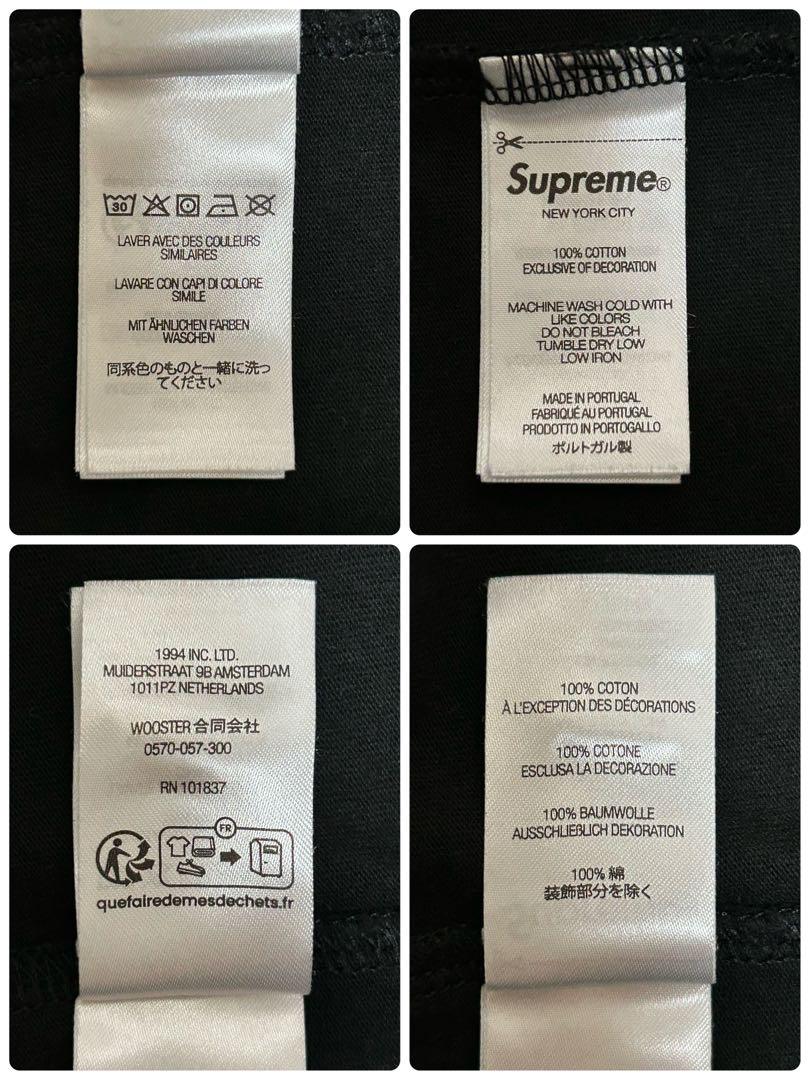 30
LAVER AVEC DES COULEURS
SIMILAIRES
LAVARE CON CAPI DI COLORE
SIMILE
MIT ÄHNLICHEN FARBEN
WASCHEN
同系色のものと一緒に洗っ
てください
Supreme®
NEW YORK CITY
100% COTTON
EXCLUSIVE OF DECORATION
MACHINE WASH COLD WITH
LIKE COLORS
DO NOT BLEACH
TUMBLE DRY LOW
LOW IRON
MADE IN PORTUGAL
FABRIQUÉ AU PORTUGAL
PRODOTTO IN PORTOGALLO
ポルトガル製
1994 INC. LTD.
MUIDERSTRAAT 9B AMSTERDAM
1011PZ NETHERLANDS
WOOSTER 合同会社
0570-057-300
RN 101837
FR
quefairedemesdechets.fr
100% COTON
À L'EXCEPTION DES DÉCORATIONS
100% COTONE
ESCLUSA LA DECORAZIONE
100% BAUMWOLLE
AUSSCHLIEßLICH DEKORATION
100% 綿
装飾部分を除く